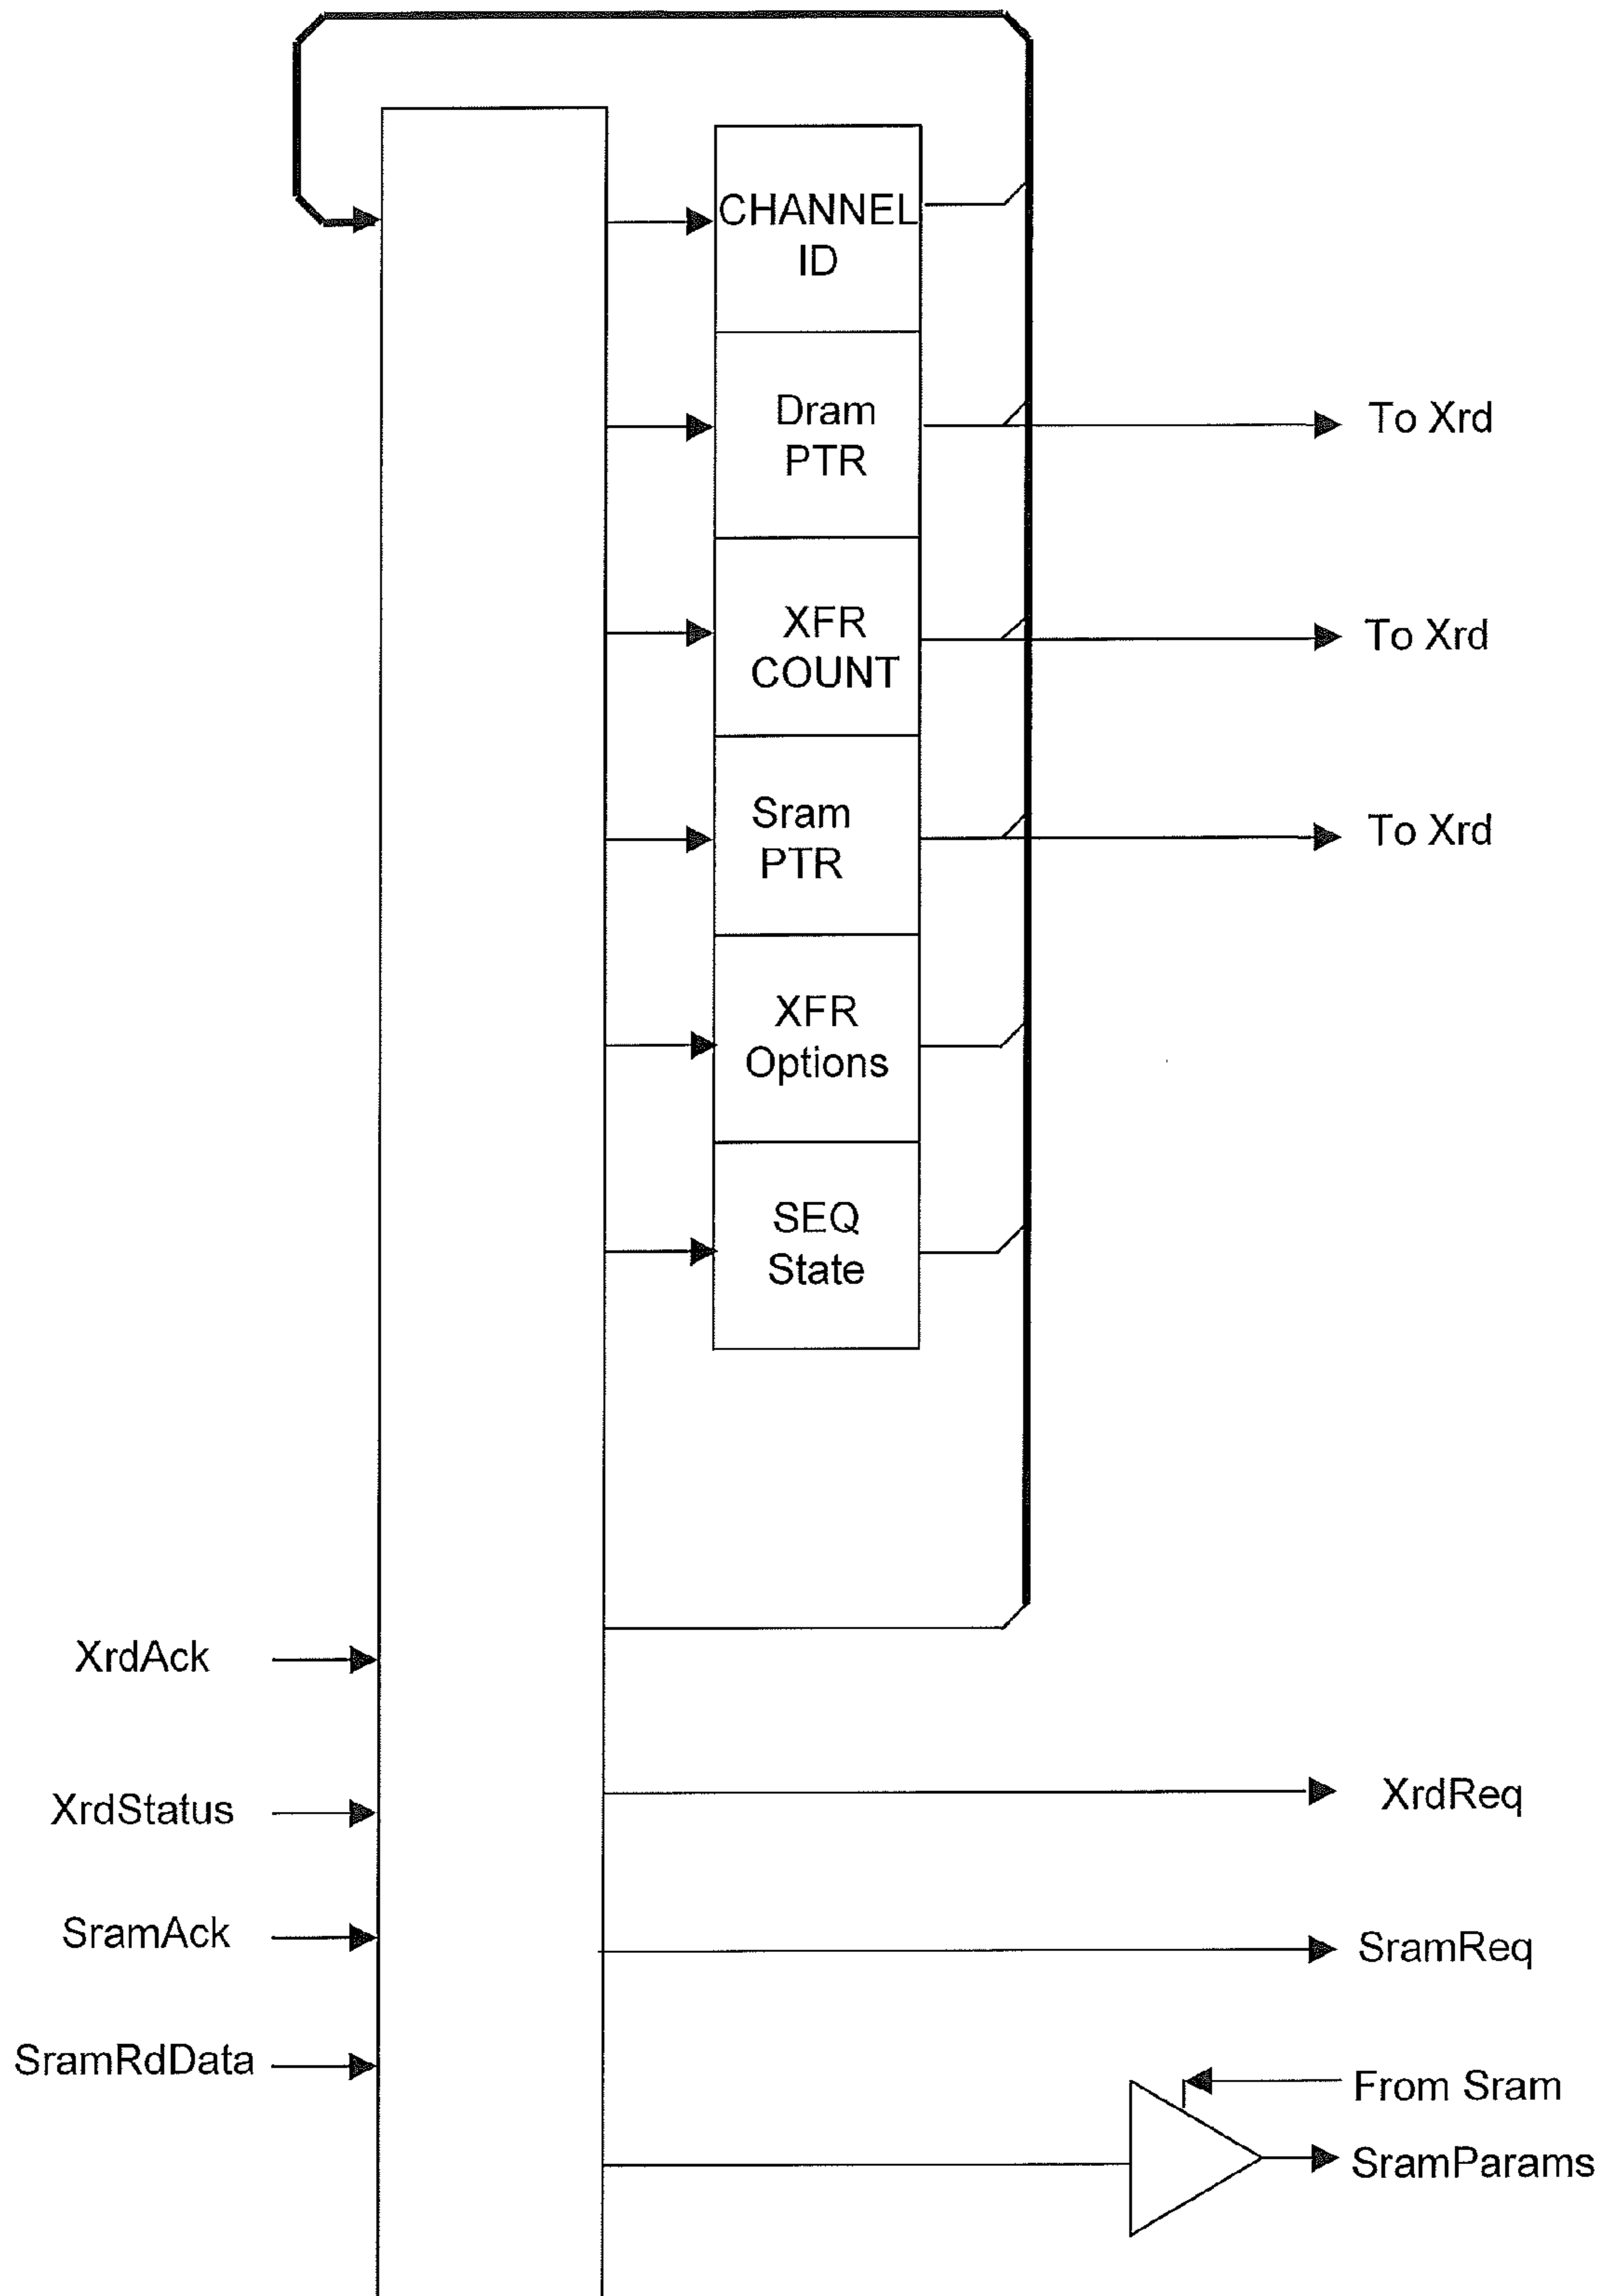 CHANNEL
ID
Dram
PTR
To Xrd
XFR
COUNT
To Xrd
Sram
PTR
To Xrd
XFR
Options
SEQ
State
XrdAck
XrdStatus
XrdReq
SramAck
SramReq
SramRdData
From Sram
SramParams